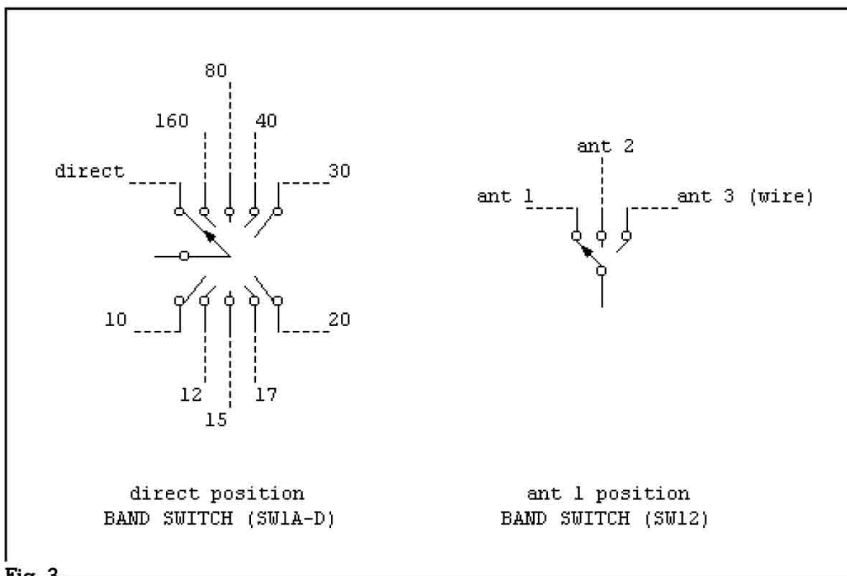 80
160 40
direct 30
10 20
12 17
15
direct position
BAND SWITCH (SW1A-D)
ant 2
ant 1 ant 3 (wire)
ant 1 position
BAND SWITCH (SW12)
Fig 3